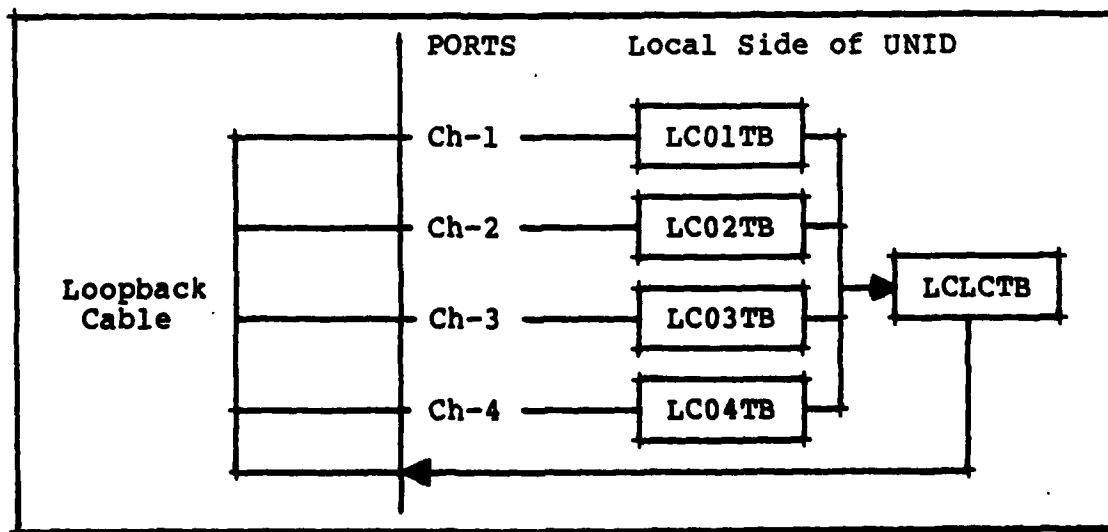 PORTS Local Side of UNID
Ch-1 LC01TB
Ch-2 LC02TB
LCLCTB
Loopback
Cable
Ch-3 LC03TB
Ch-4 LC04TB